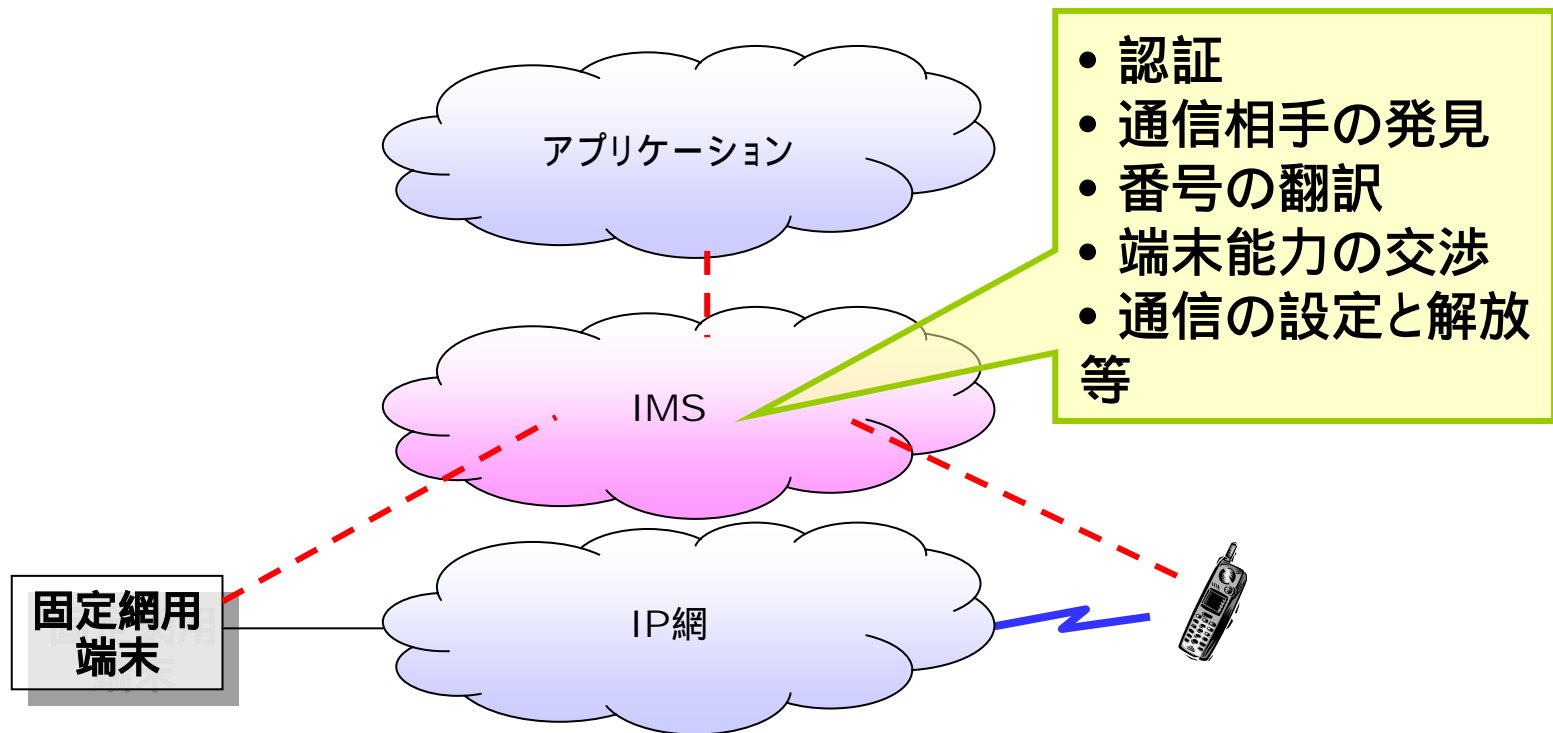 アプリケーション
• 認証
• 通信相手の発見
• 番号の翻訳
• 端末能力の交渉
• 通信の設定と解放
等
IMS
固定網用
端末
IP網